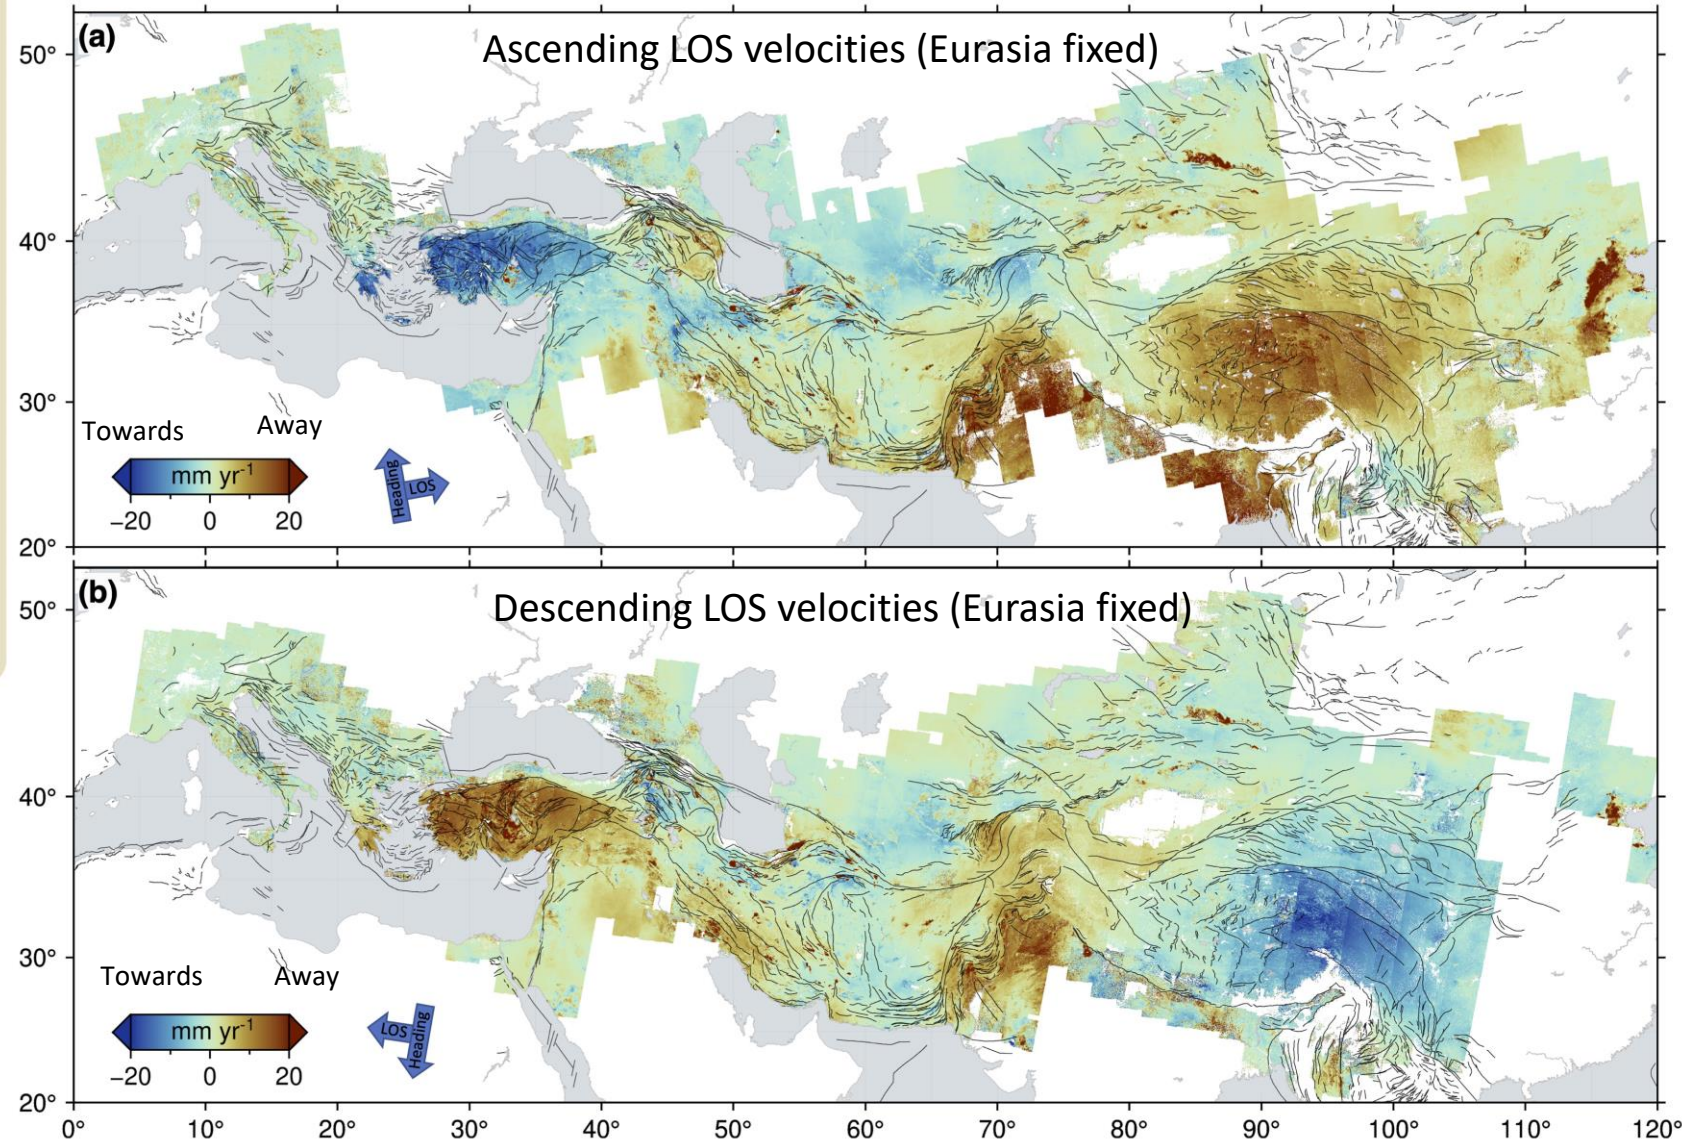 (a)
Ascending LOS velocities (Eurasia fixed)
50°
40°
30°
20°
Towards Away
mm yr⁻¹
−20 0 20
Heading
LOS
(b)
Descending LOS velocities (Eurasia fixed)
50°
40°
30°
20°
Towards Away
mm yr⁻¹
−20 0 20
LOS
Heading
0° 10° 20° 30° 40° 50° 60° 70° 80° 90° 100° 110° 120°